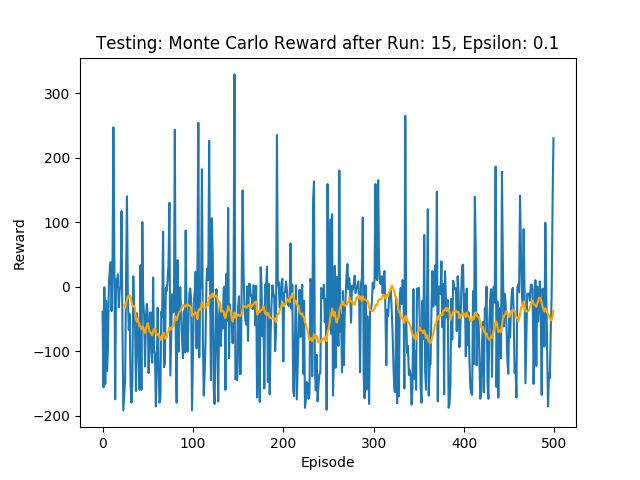 Testing: Monte Carlo Reward after Run: 15, Epsilon: 0.1
Reward
300
200
100
0
−100
−200
0 100 200 300 400 500
Episode